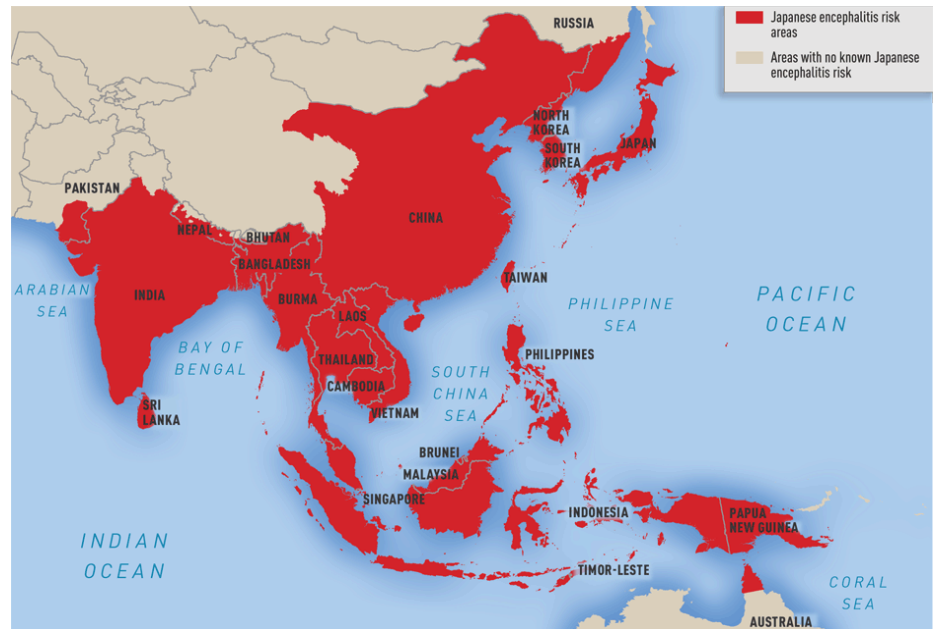 RUSSIA
Japanese encephalitis risk
areas
Areas with no known Japanese
encephalitis risk
NORTH
KOREA
SOUTH
KOREA
JAPAN
PAKISTAN
CHINA
NEPAL
BHUTAN
BANGLADESH
TAIWAN
ARABIAN
SEA
INDIA
BURMA
PHILIPPINE
SEA
PACIFIC
OCEAN
LAOS
BAY OF
BENGAL
THAILAND
PHILIPPINES
SOUTH
CHINA
SEA
CAMBODIA
VIETNAM
SRI
LANKA
BRUNEI
MALAYSIA
SINGAPORE
INDONESIA
PAPUA
NEW GUINEA
INDIAN
OCEAN
TIMOR-LESTE
CORAL
SEA
AUSTRALIA